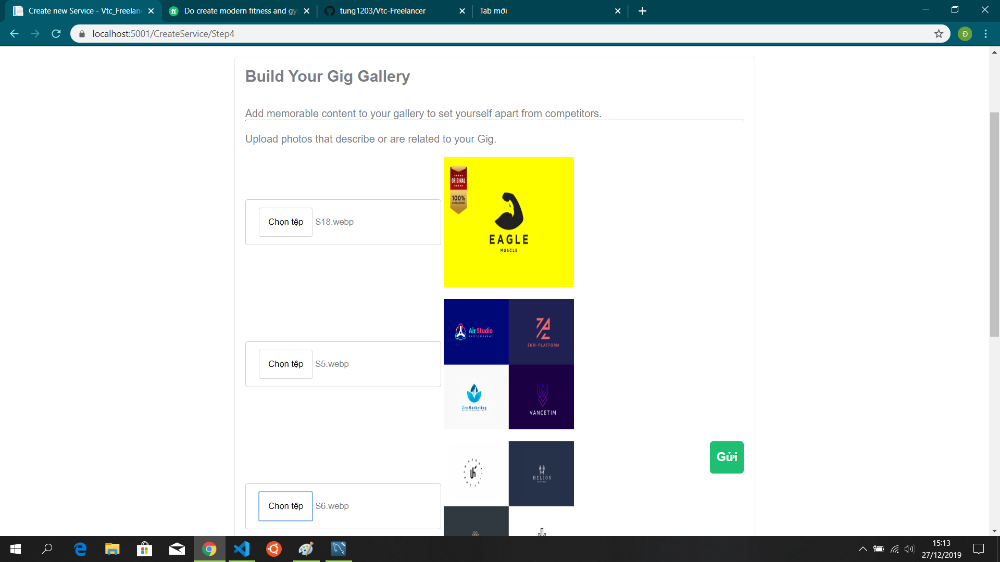 Create new Service - Vtc_Freelan
Do create modern fitness and gy
tung1203/Vtc-Freelancer
Tab mới
localhost:5001/CreateService/Step4
Đ
Build Your Gig Gallery
Add memorable content to your gallery to set yourself apart from competitors.
Upload photos that describe or are related to your Gig.
ORIGINAL
100%
EAGLE
MUSCLE
Chọn tệp S18.webp
Air Studio
PHOTOGRAPHY
ZURI PLATFORM
Chọn tệp S5.webp
ZenMarketing
VANCETIM
Gửi
HELIOS
Chọn tệp S6.webp
15:13
27/12/2019